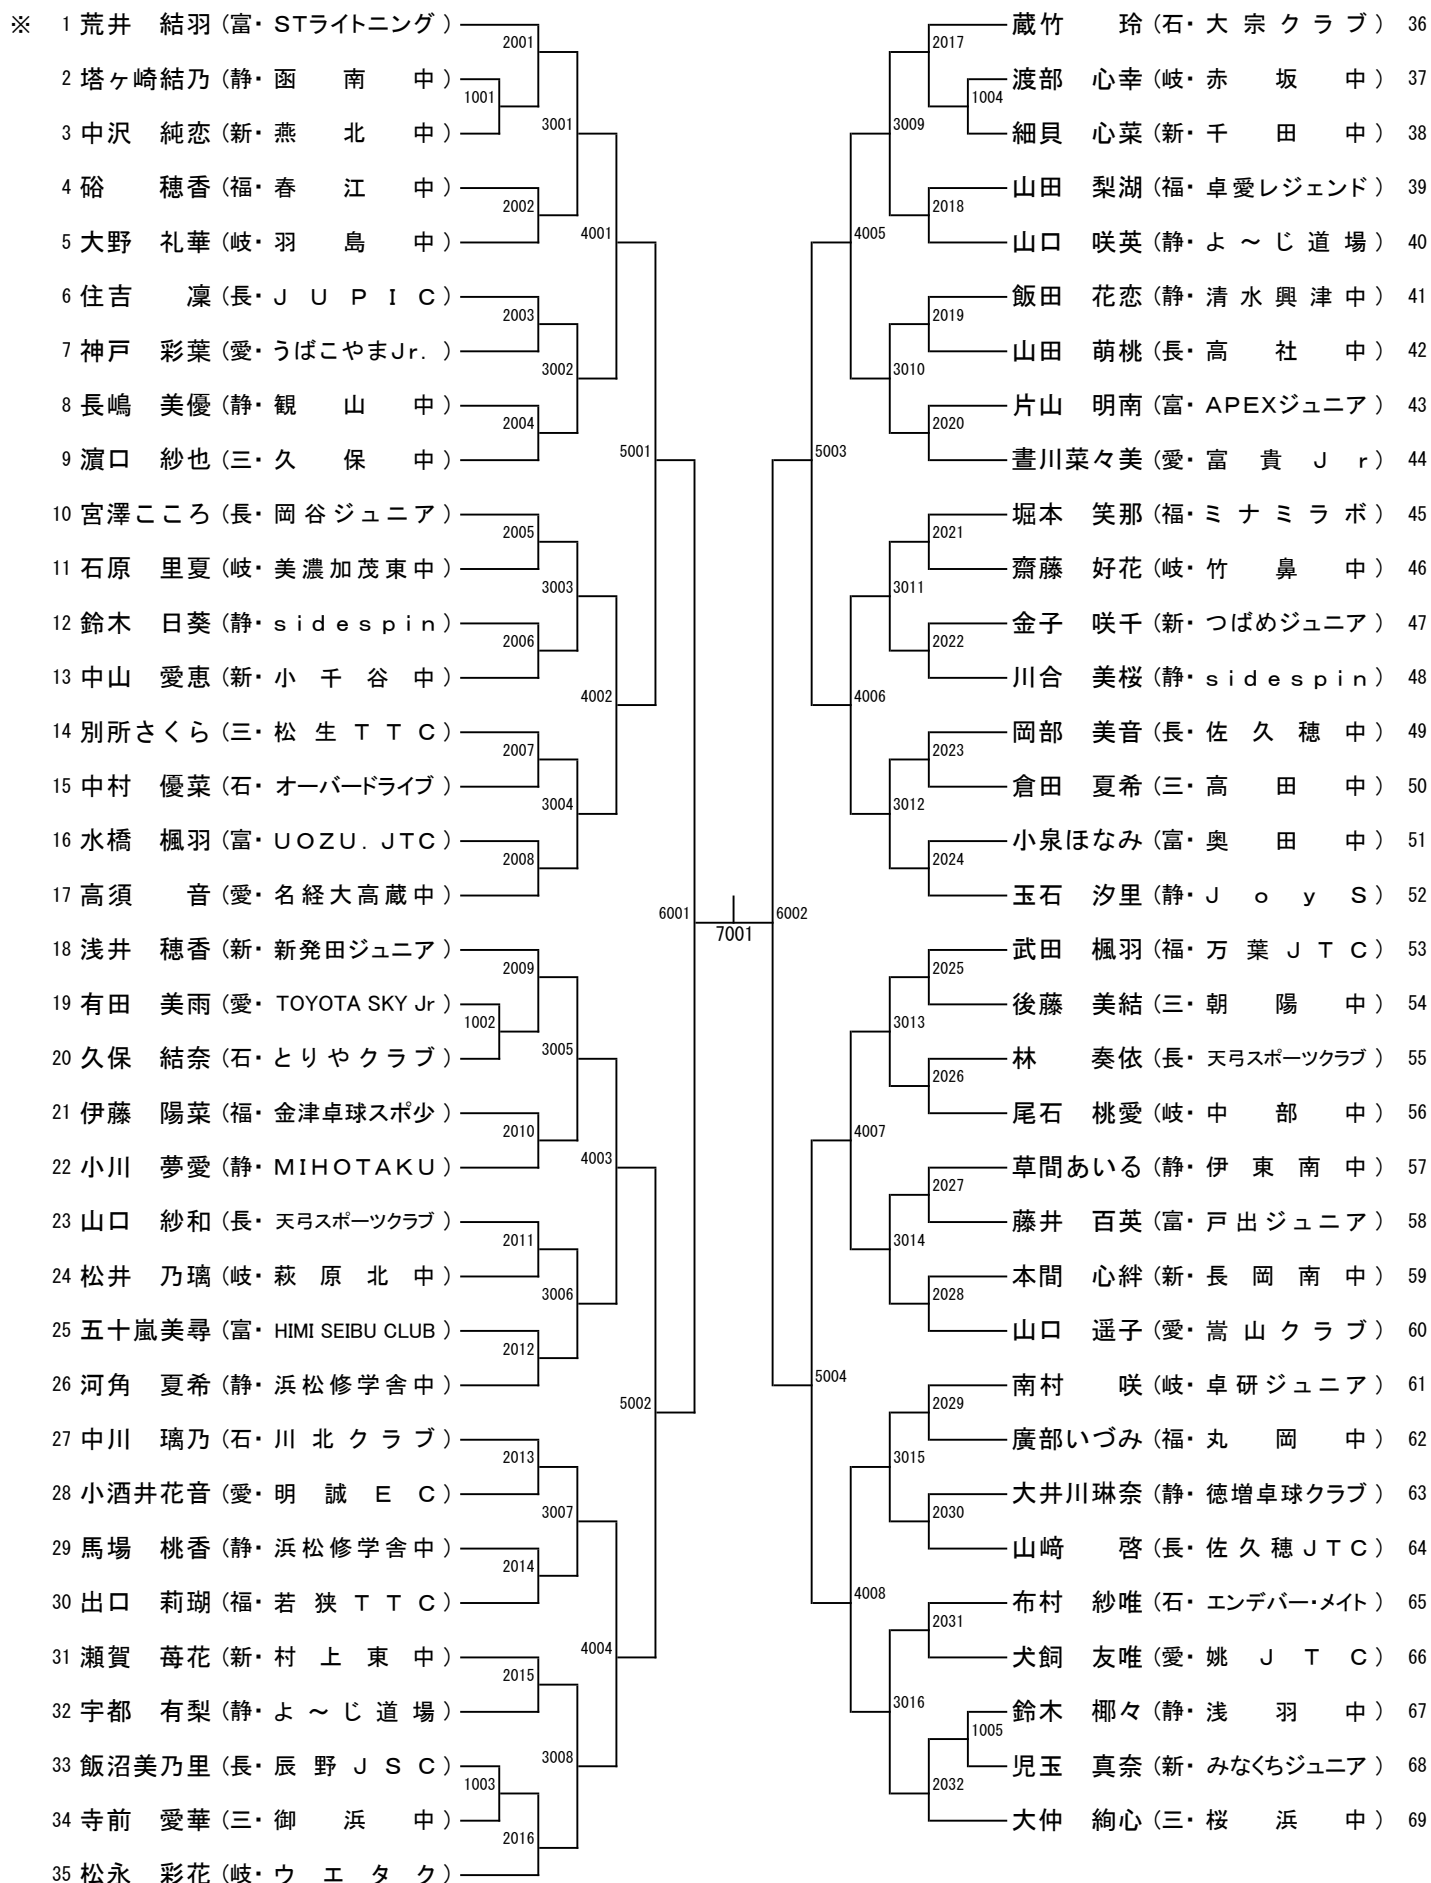 ※ 1 荒井 結羽 (富・STライトニング)
2 塔ヶ崎結乃 (静・函南中)
3 中沢 純恋 (新・燕北中)
4 硲 穂香 (福・春江中)
5 大野 礼華 (岐・羽島中)
6 住吉 凜 (長・JUPIC)
7 神戸 彩葉 (愛・うばこやまJr.)
8 長嶋 美優 (静・観山中)
9 濵口 紗也 (三・久保中)
10 宮澤こころ (長・岡谷ジュニア)
11 石原 里夏 (岐・美濃加茂東中)
12 鈴木 日葵 (静・sidespin)
13 中山 愛恵 (新・小千谷中)
14 別所さくら (三・松生TTC)
15 中村 優菜 (石・オーバードライブ)
16 水橋 楓羽 (富・UOZU.JTC)
17 高須 音 (愛・名経大高蔵中)
18 浅井 穂香 (新・新発田ジュニア)
19 有田 美雨 (愛・TOYOTA SKY Jr)
20 久保 結奈 (石・とりやクラブ)
21 伊藤 陽菜 (福・金津卓球スポ少)
22 小川 夢愛 (静・MIHOTAKU)
23 山口 紗和 (長・天弓スポーツクラブ)
24 松井 乃璃 (岐・萩原北中)
25 五十嵐美尋 (富・HIMI SEIBU CLUB)
26 河角 夏希 (静・浜松修学舎中)
27 中川 璃乃 (石・川北クラブ)
28 小酒井花音 (愛・明誠EC)
29 馬場 桃香 (静・浜松修学舎中)
30 出口 莉瑚 (福・若狭TTC)
31 瀬賀 苺花 (新・村上東中)
32 宇都 有梨 (静・よ～じ道場)
33 飯沼美乃里 (長・辰野JSC)
34 寺前 愛華 (三・御浜中)
35 松永 彩花 (岐・ウエタク)
2001
1001
3001
2002
4001
2003
3002
2004
5001
2005
3003
2006
4002
2007
3004
2008
6001
7001
2009
1002
3005
2010
4003
2011
3006
2012
5002
2013
3007
2014
4004
2015
3008
1003
2016
2017
1004
3009
2018
4005
2019
3010
2020
5003
2021
3011
2022
4006
2023
3012
2024
6002
2025
3013
2026
4007
2027
3014
2028
5004
2029
3015
2030
4008
2031
3016
1005
2032
蔵竹 玲 (石・大宗クラブ) 36
渡部 心幸 (岐・赤坂中) 37
細貝 心菜 (新・千田中) 38
山田 梨湖 (福・卓愛レジェンド) 39
山口 咲英 (静・よ～じ道場) 40
飯田 花恋 (静・清水興津中) 41
山田 萌桃 (長・高社中) 42
片山 明南 (富・APEXジュニア) 43
晝川菜々美 (愛・富貴Jr) 44
堀本 笑那 (福・ミナミラボ) 45
齋藤 好花 (岐・竹鼻中) 46
金子 咲千 (新・つばめジュニア) 47
川合 美桜 (静・sidespin) 48
岡部 美音 (長・佐久穂中) 49
倉田 夏希 (三・高田中) 50
小泉ほなみ (富・奥田中) 51
玉石 汐里 (静・JoyS) 52
武田 楓羽 (福・万葉JTC) 53
後藤 美結 (三・朝陽中) 54
林 奏依 (長・天弓スポーツクラブ) 55
尾石 桃愛 (岐・中部中) 56
草間あいる (静・伊東南中) 57
藤井 百英 (富・戸出ジュニア) 58
本間 心絆 (新・長岡南中) 59
山口 遥子 (愛・嵩山クラブ) 60
南村 咲 (岐・卓研ジュニア) 61
廣部いづみ (福・丸岡中) 62
大井川琳奈 (静・徳増卓球クラブ) 63
山﨑 啓 (長・佐久穂JTC) 64
布村 紗唯 (石・エンデバー・メイト) 65
犬飼 友唯 (愛・姚JTC) 66
鈴木 椰々 (静・浅羽中) 67
児玉 真奈 (新・みなくちジュニア) 68
大仲 絢心 (三・桜浜中) 69